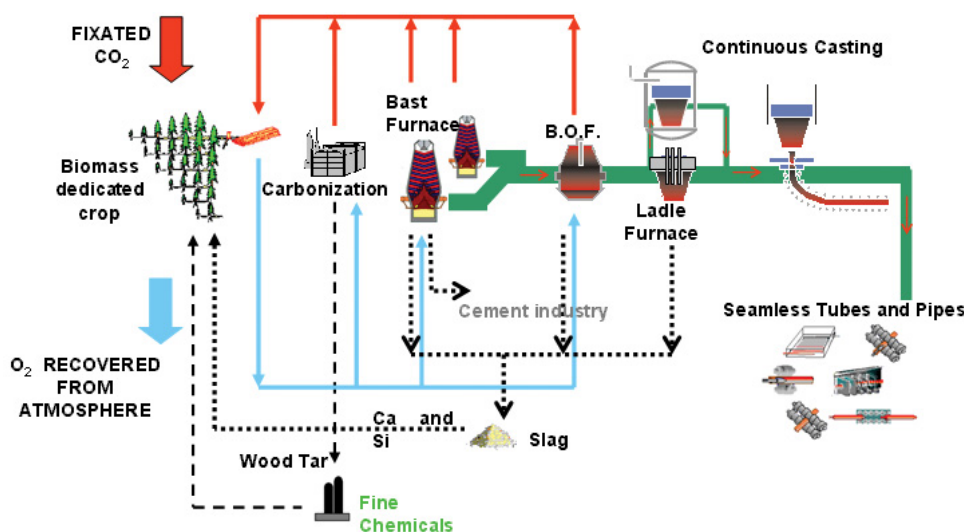 FIXATED
CO2
Continuous Casting
Bast
Furnace
B.O.F.
Biomass
dedicated
crop
Carbonization
Ladle
Furnace
Cement industry
Seamless Tubes and Pipes
O2 RECOVERED
FROM
ATMOSPHERE
Ca and
Si
Slag
Wood Tar
Fine
Chemicals